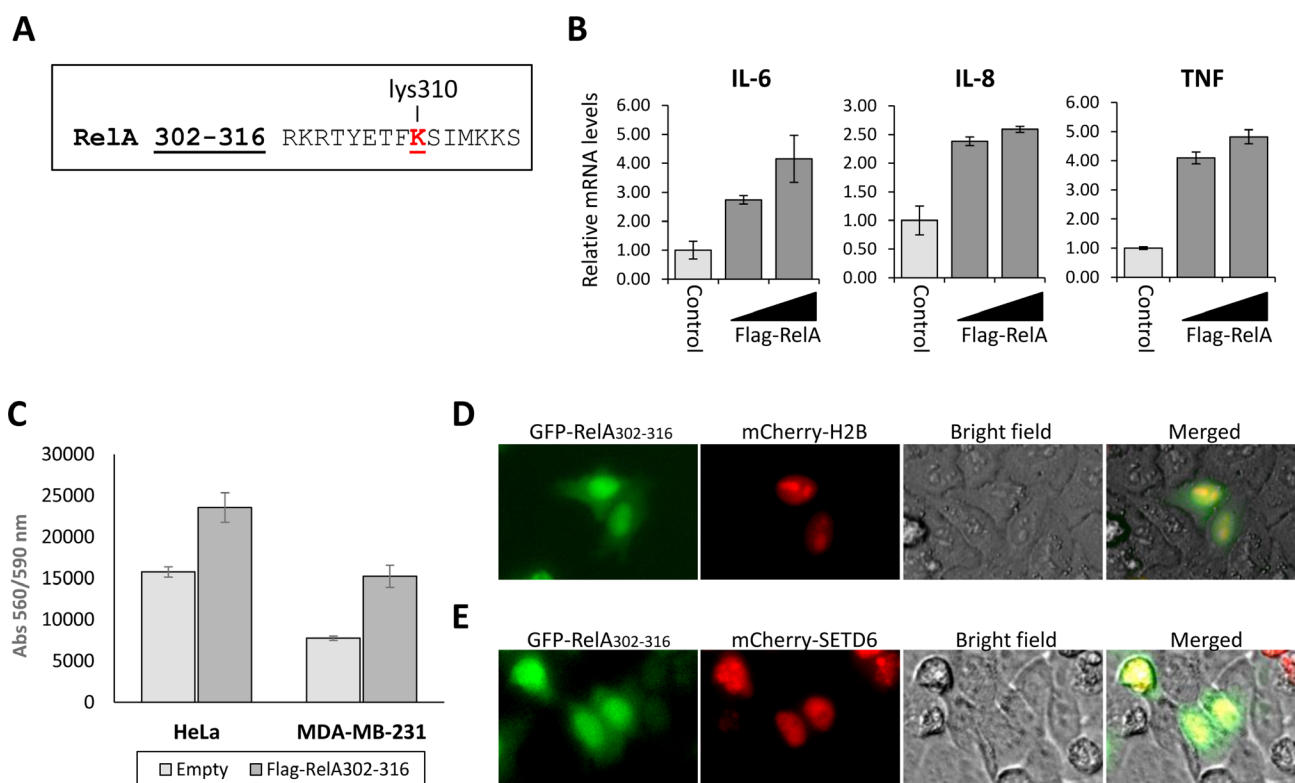 A
lys310
RelA 302-316 RKRTYETFKSIMKKS
B
IL-6
IL-8
TNF
Relative mRNA levels
6.00
5.00
4.00
3.00
2.00
1.00
0.00
3.00
2.50
2.00
1.50
1.00
0.50
0.00
6.00
5.00
4.00
3.00
2.00
1.00
0.00
Control
Flag-RelA
Control
Flag-RelA
Control
Flag-RelA
C
Abs 560/590 nm
30000
25000
20000
15000
10000
5000
0
HeLa MDA-MB-231
Empty Flag-RelA302-316
D
GFP-RelA302-316 mCherry-H2B Bright field Merged
E
GFP-RelA302-316 mCherry-SETD6 Bright field Merged